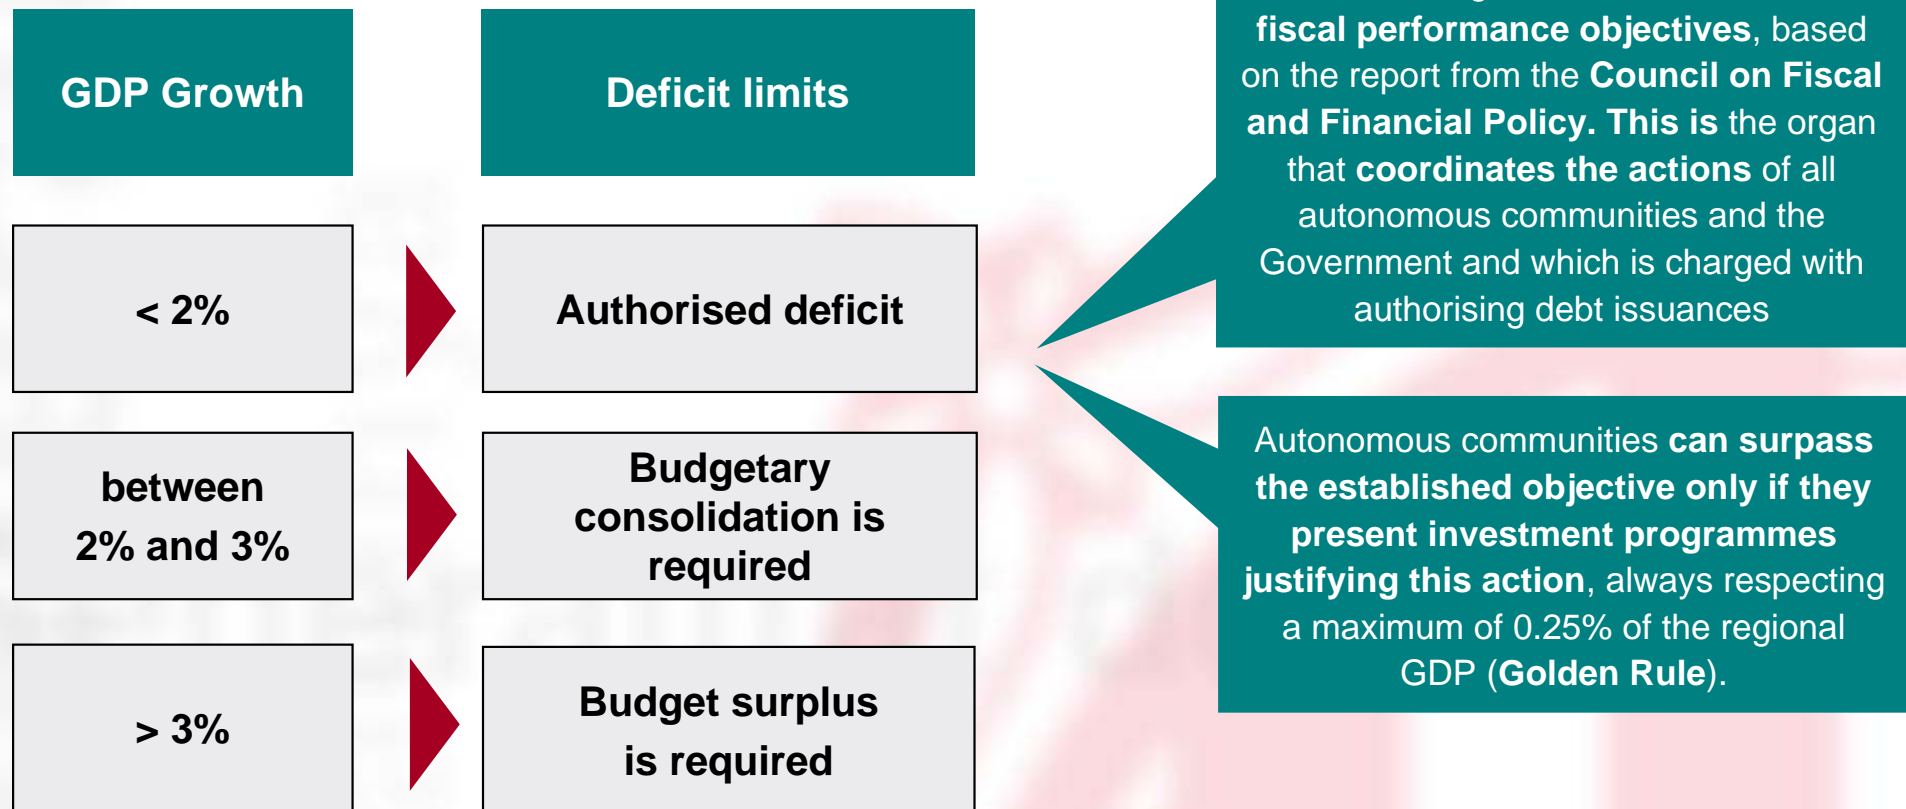 GDP Growth
Deficit limits
< 2%
Authorised deficit
between
2% and 3%
Budgetary
consolidation is
required
> 3%
Budget surplus
is required
fiscal performance objectives, based
on the report from the Council on Fiscal
and Financial Policy. This is the organ
that coordinates the actions of all
autonomous communities and the
Government and which is charged with
authorising debt issuances
Autonomous communities can surpass
the established objective only if they
present investment programmes
justifying this action, always respecting
a maximum of 0.25% of the regional
GDP (Golden Rule).